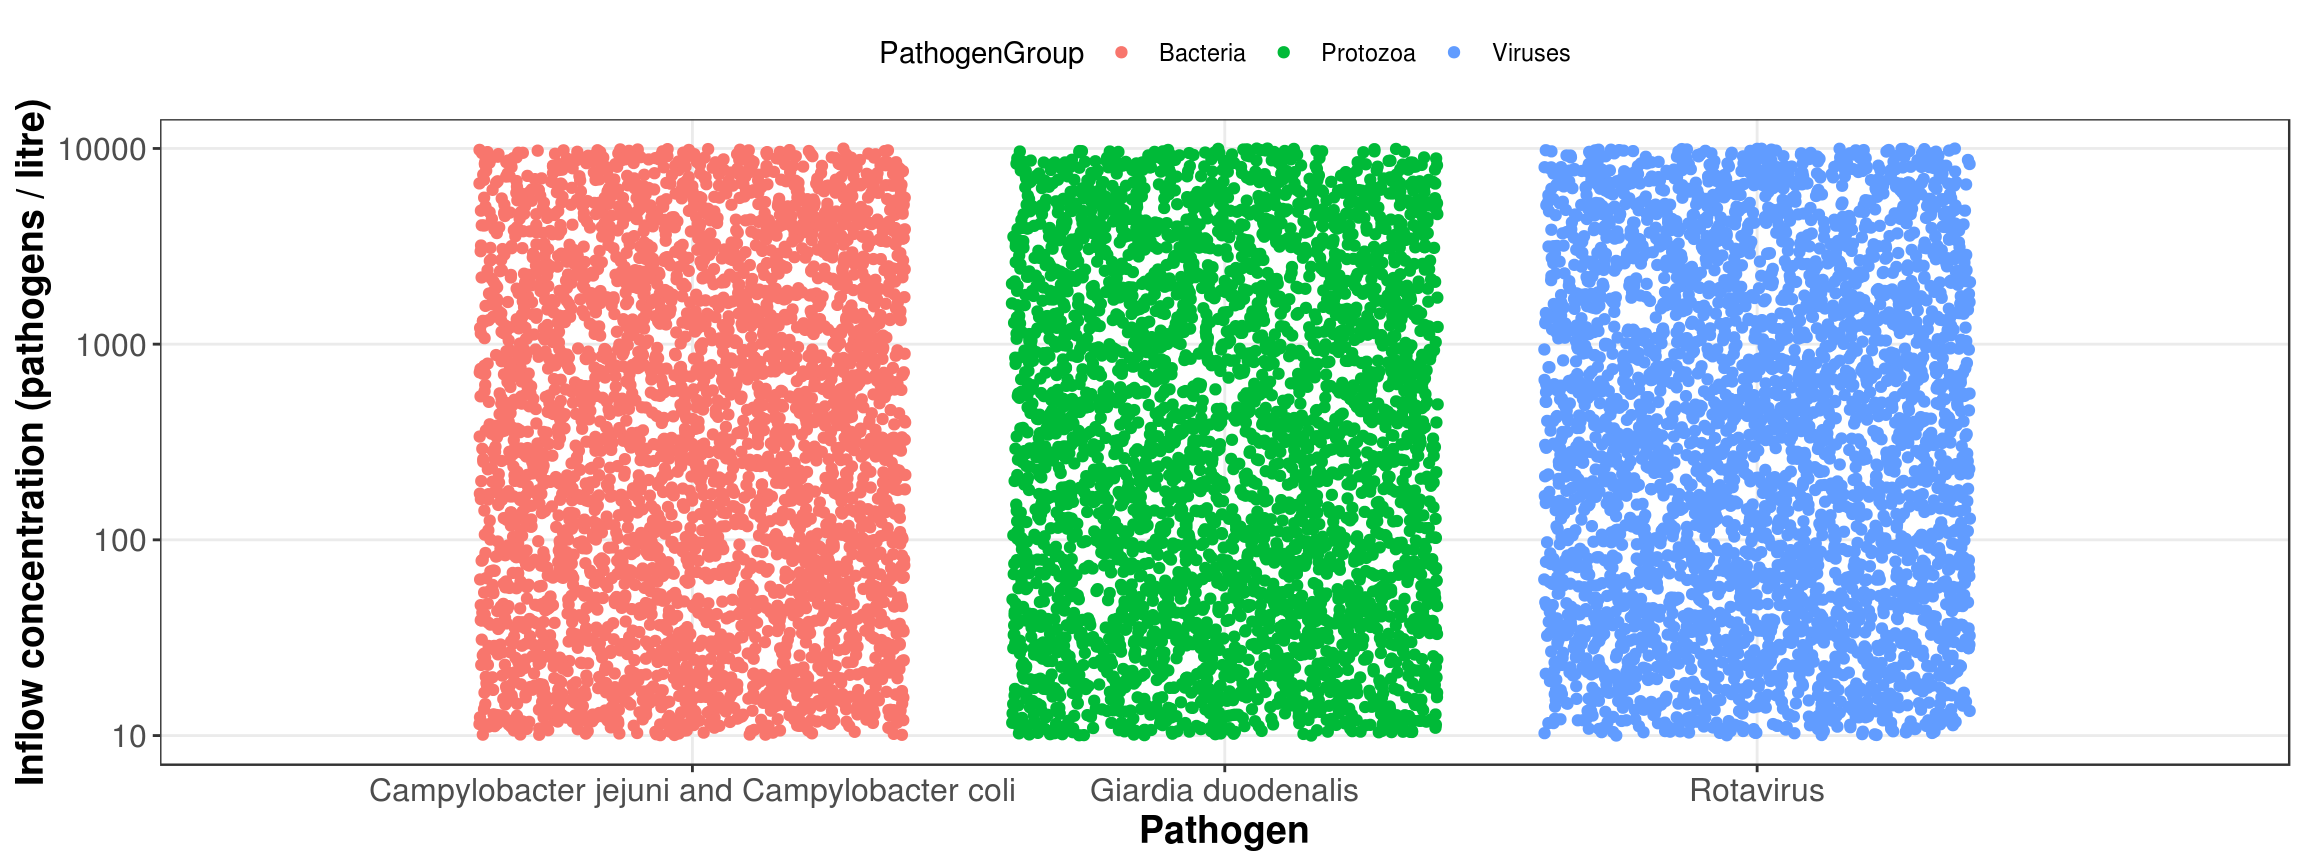 PathogenGroup Bacteria Protozoa Viruses
Inflow concentration (pathogens / litre)
10000
1000
100
10
Campylobacter jejuni and Campylobacter coli Giardia duodenalis Rotavirus
Pathogen